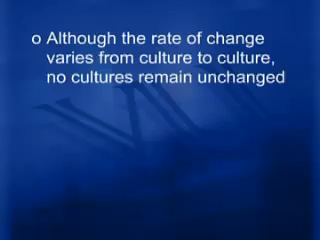 o Although the rate of change
varies from culture to culture,
no cultures remain unchanged